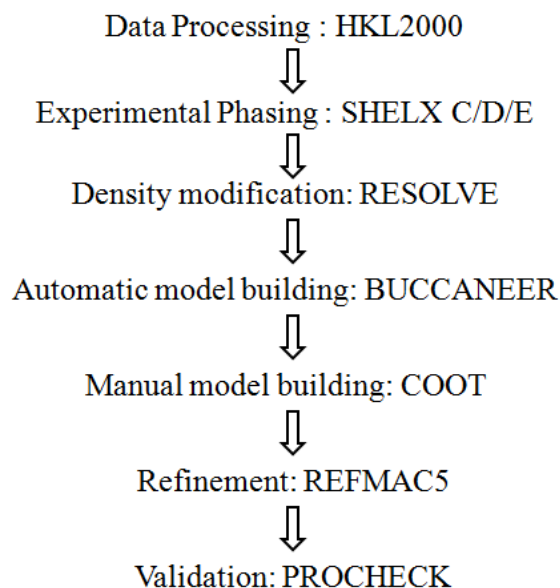 Data Processing : HKL2000
Experimental Phasing : SHELX C/D/E
Density modification: RESOLVE
Automatic model building: BUCCANEER
Manual model building: COOT
Refinement: REFMAC5
Validation: PROCHECK